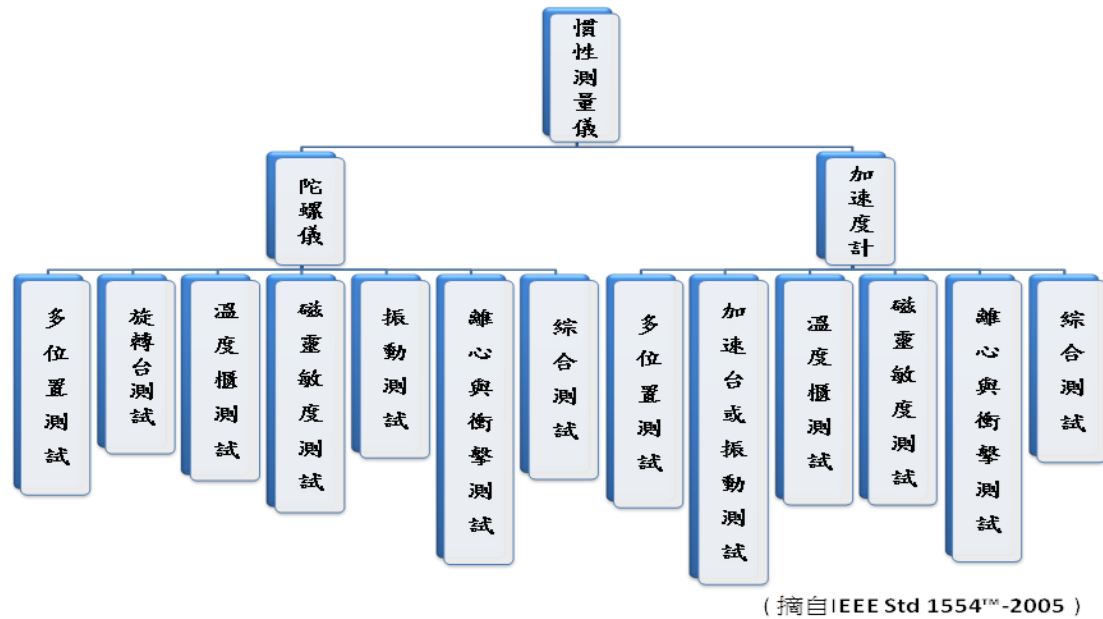 慣性測量儀
陀螺儀
加速度計
多位置測試
旋轉台測試
溫度櫃測試
磁靈敏度測試
振動測試
離心與衝擊測試
綜合測試
多位置測試
加速台或振動測試
溫度櫃測試
磁靈敏度測試
離心與衝擊測試
綜合測試
（摘自IEEE Std 1554™-2005）